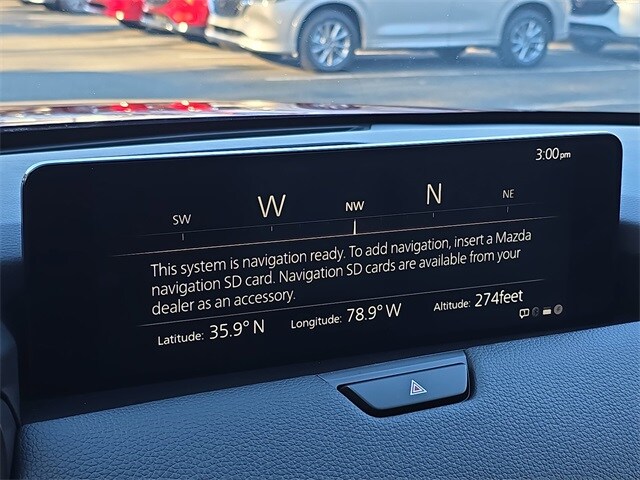 3:00pm
SW W NW N NE
This system is navigation ready. To add navigation, insert a Mazda
navigation SD card. Navigation SD cards are available from your
dealer as an accessory.
Latitude: 35.9° N Longitude: 78.9° W Altitude: 274feet